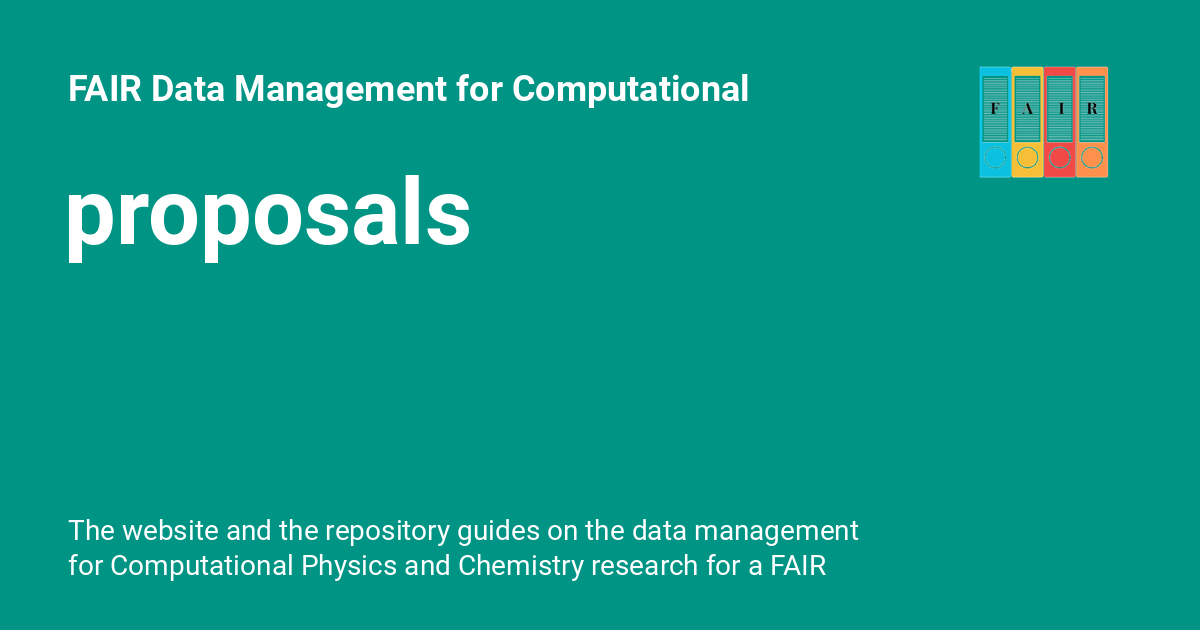 FAIR Data Management for Computational
F A I R
proposals
The website and the repository guides on the data management
for Computational Physics and Chemistry research for a FAIR